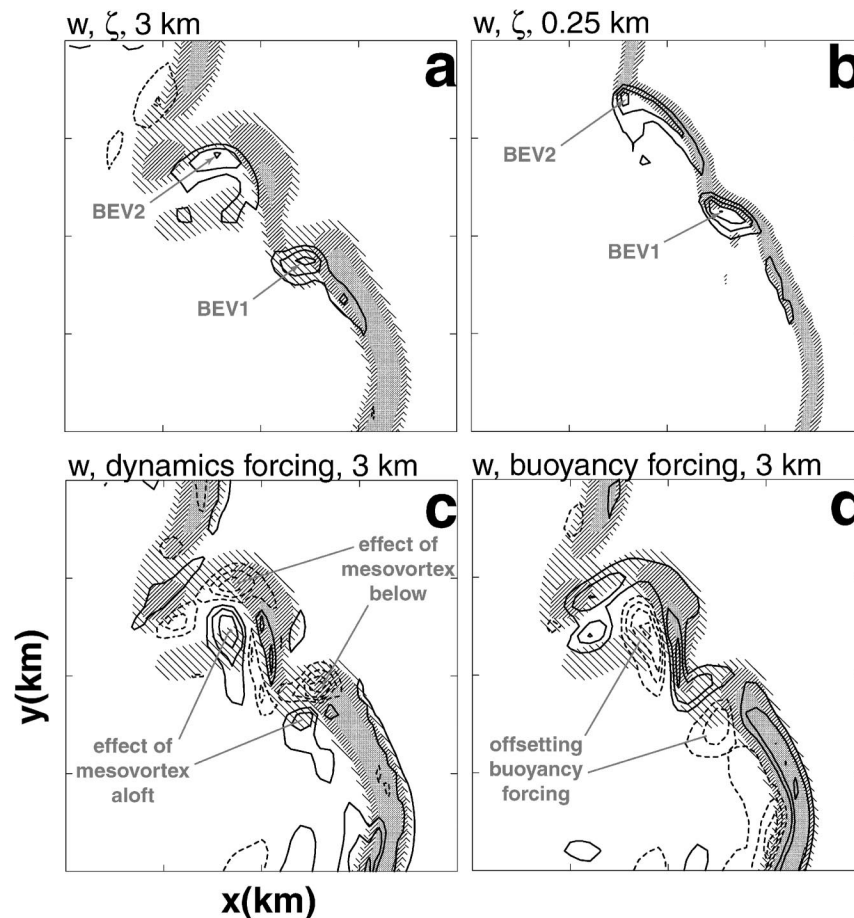 w, ζ, 3 km
a
BEV2
BEV1
w, ζ, 0.25 km
b
BEV2
BEV1
w, dynamics forcing, 3 km
c
effect of
mesovortex
below
effect of
mesovortex
aloft
w, buoyancy forcing, 3 km
d
offsetting
buoyancy
forcing
y(km)
x(km)